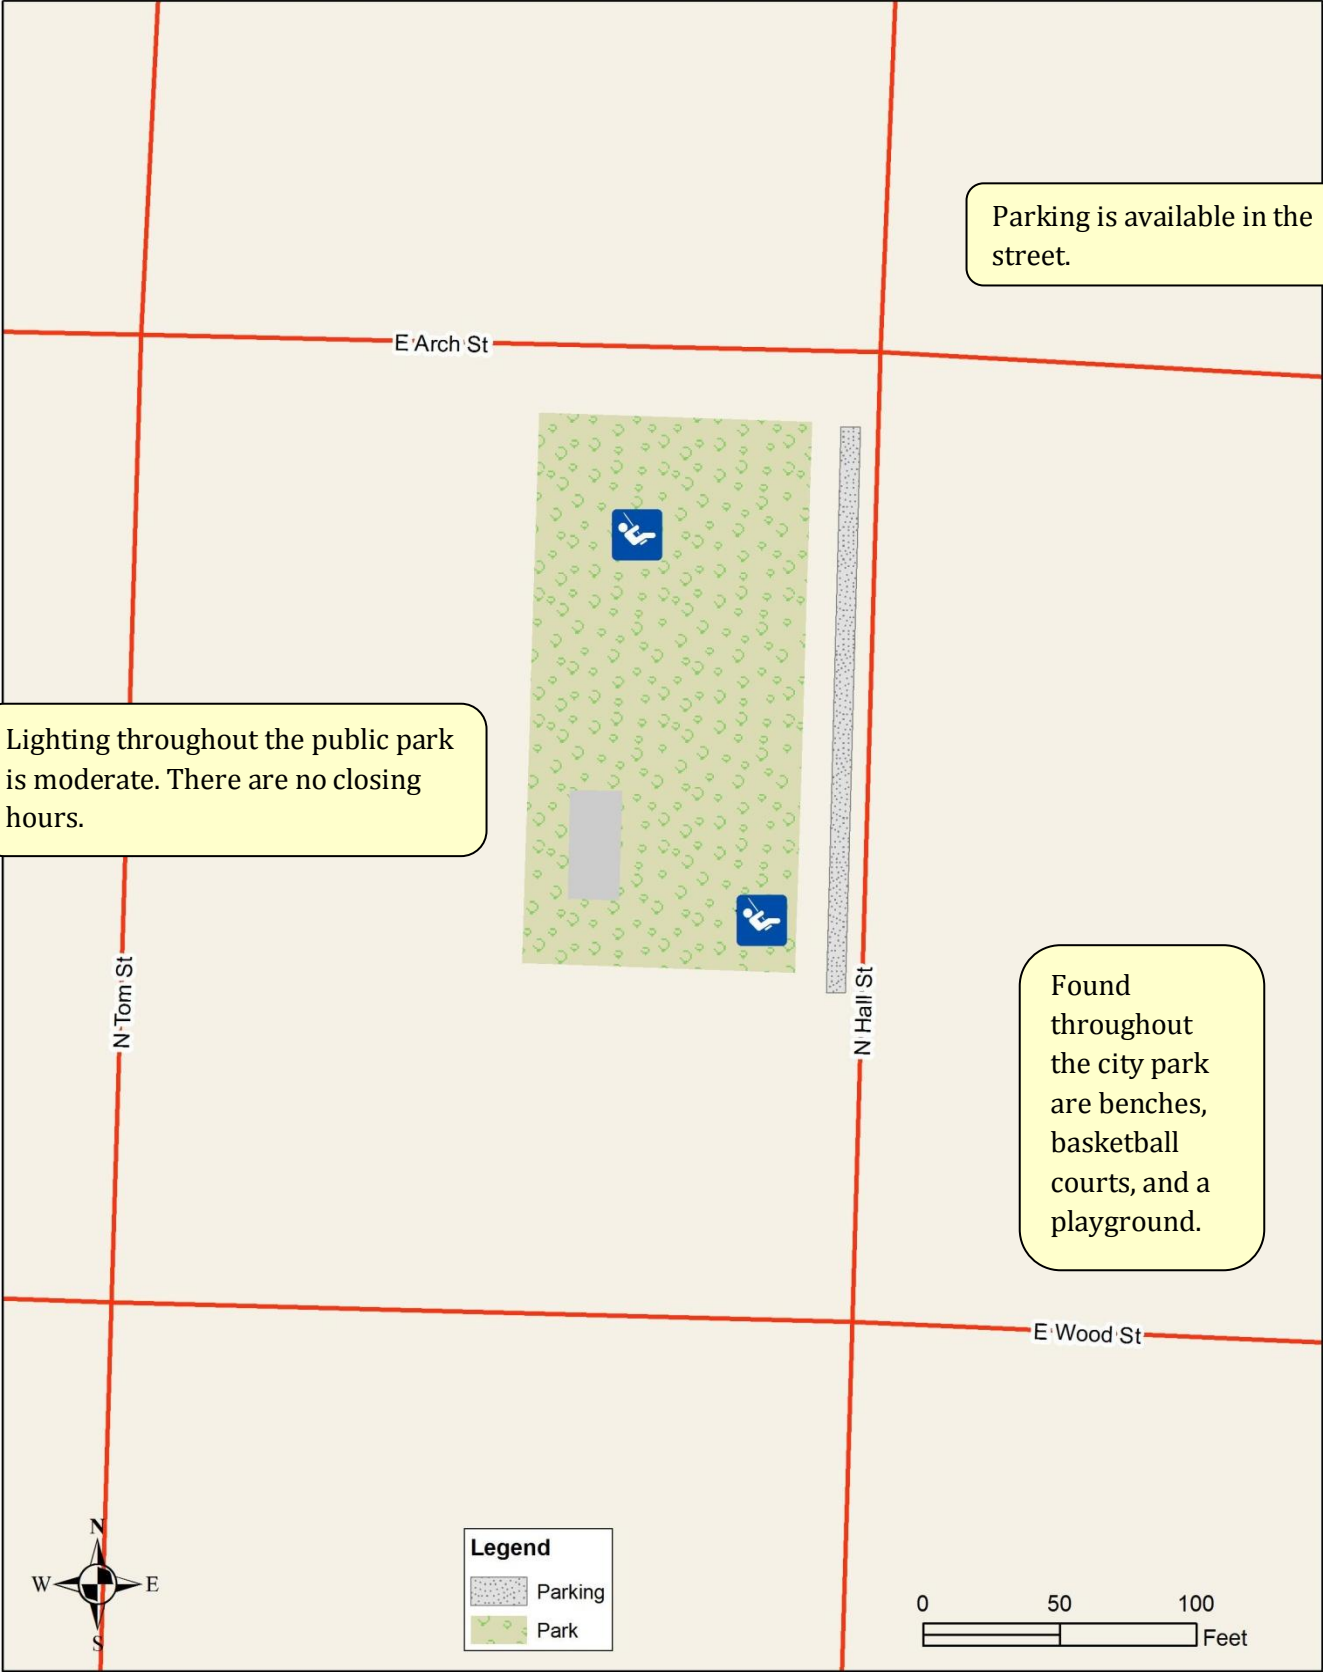 Parking is available in the
street.
E Arch St
Lighting throughout the public park
is moderate. There are no closing
hours.
N Tom St
N Hall St
Found
throughout
the city park
are benches,
basketball
courts, and a
playground.
E Wood St
N
W E
S
Legend
Parking
Park
0 50 100
Feet